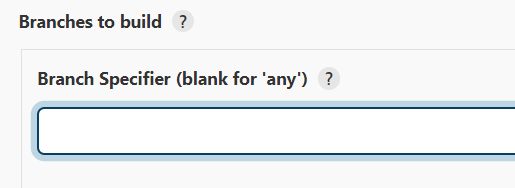 Branches to build ?
Branch Specifier (blank for 'any') ?